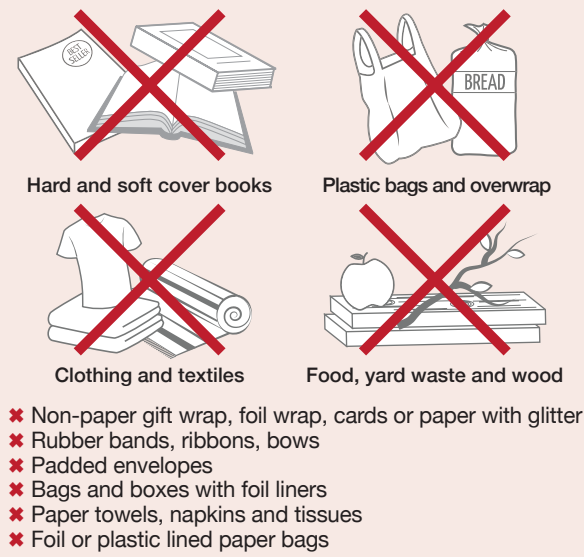 BEST
SELLER
BREAD
Hard and soft cover books
Plastic bags and overwrap
Clothing and textiles
Food, yard waste and wood
✖ Non-paper gift wrap, foil wrap, cards or paper with glitter
✖ Rubber bands, ribbons, bows
✖ Padded envelopes
✖ Bags and boxes with foil liners
✖ Paper towels, napkins and tissues
✖ Foil or plastic lined paper bags